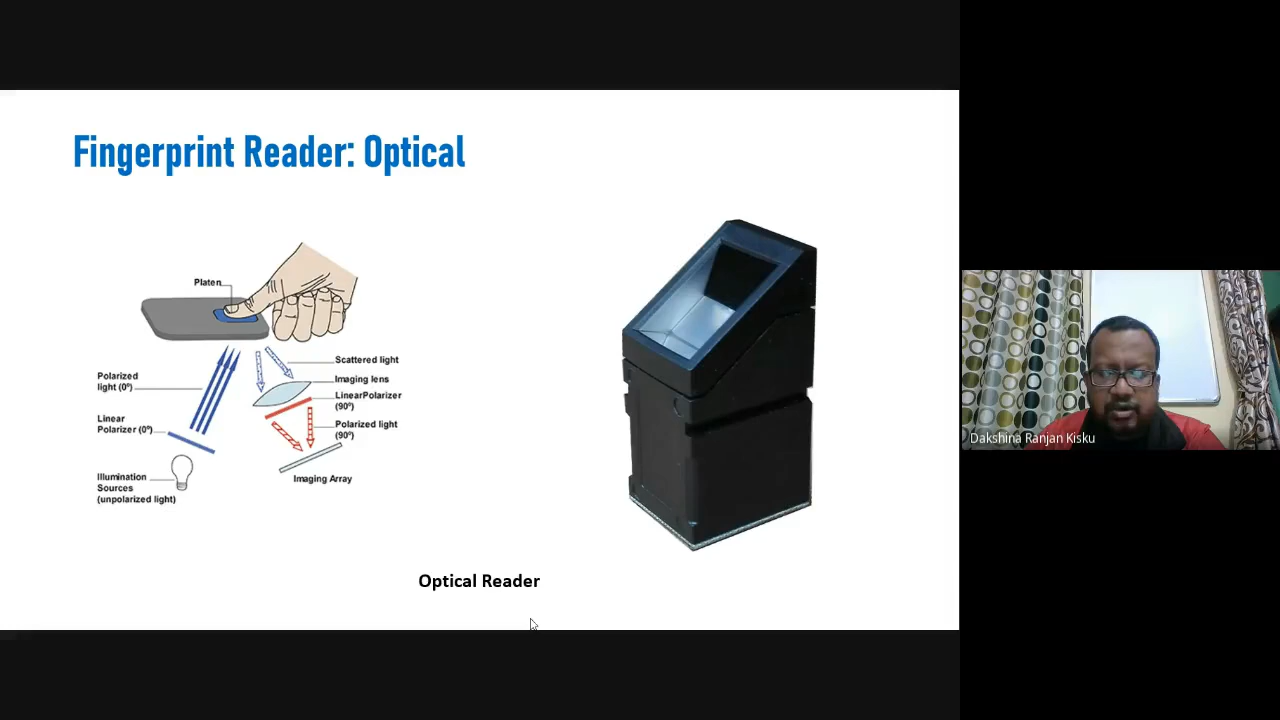 Fingerprint Reader: Optical
Platen
Scattered light
Imaging lens
LinearPolarizer
(90º)
Polarized light
(90º)
Imaging Array
Polarized
light (0º)
Linear
Polarizer (0º)
Illumination
Sources
(unpolarized light)
Optical Reader
Dakshina Ranjan Kisku